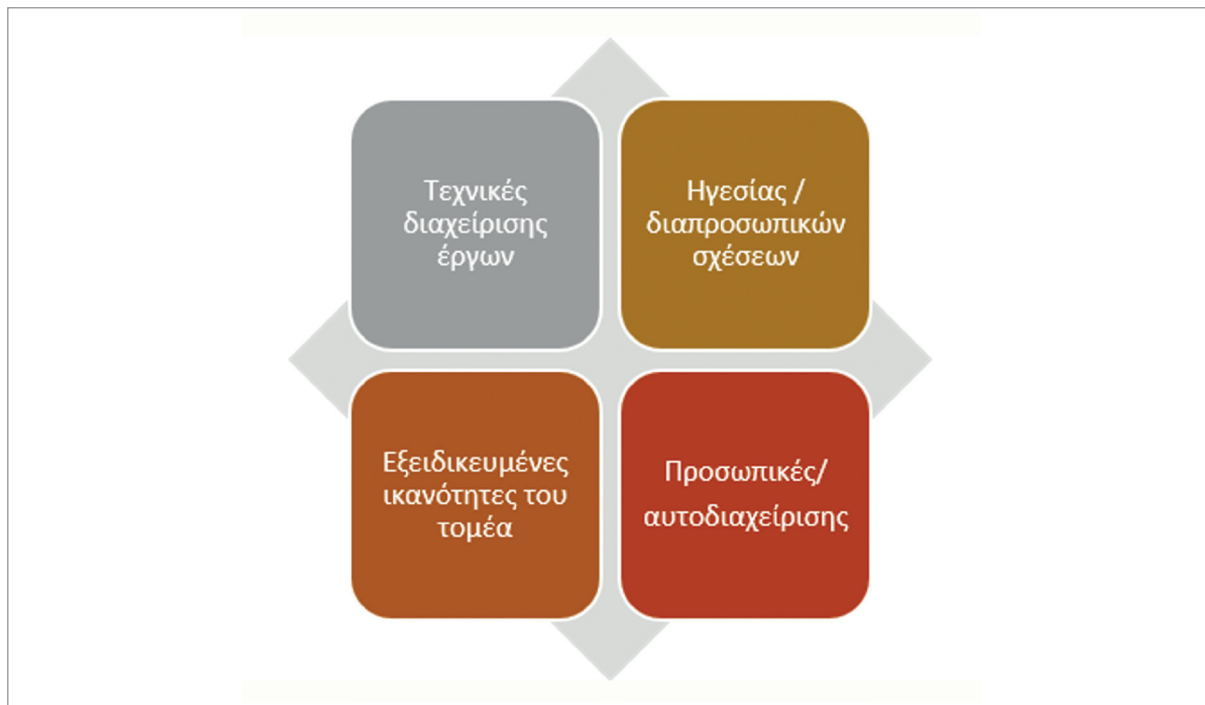 Τεχνικές
διαχείρισης
έργων
Ηγεσίας /
διαπροσωπικών
σχέσεων
Εξειδικευμένες
ικανότητες του
τομέα
Προσωπικές/
αυτοδιαχείρισης